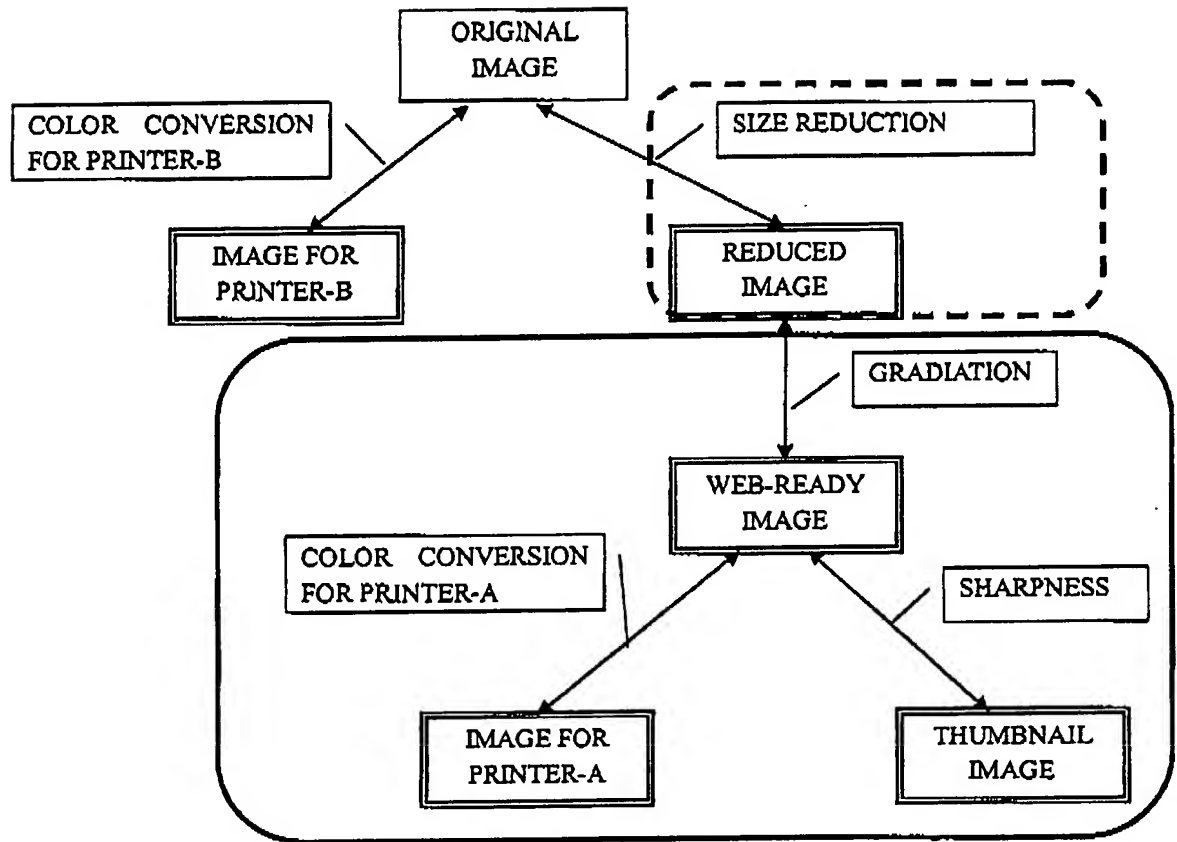 ORIGINAL
IMAGE
COLOR CONVERSION
FOR PRINTER-B
SIZE REDUCTION
IMAGE FOR
PRINTER-B
REDUCED
IMAGE
GRADIATION
WEB-READY
IMAGE
COLOR CONVERSION
FOR PRINTER-A
SHARPNESS
IMAGE FOR
PRINTER-A
THUMBNAIL
IMAGE